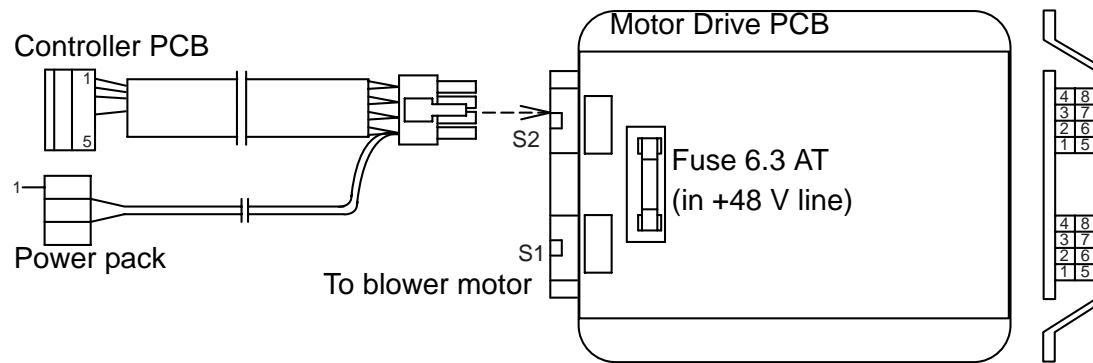 Motor Drive PCB
Controller PCB
1
5
S2
Fuse 6.3 AT
(in +48 V line)
1
Power pack
S1
To blower motor
4 8
3 7
2 6
1 5
4 8
3 7
2 6
1 5